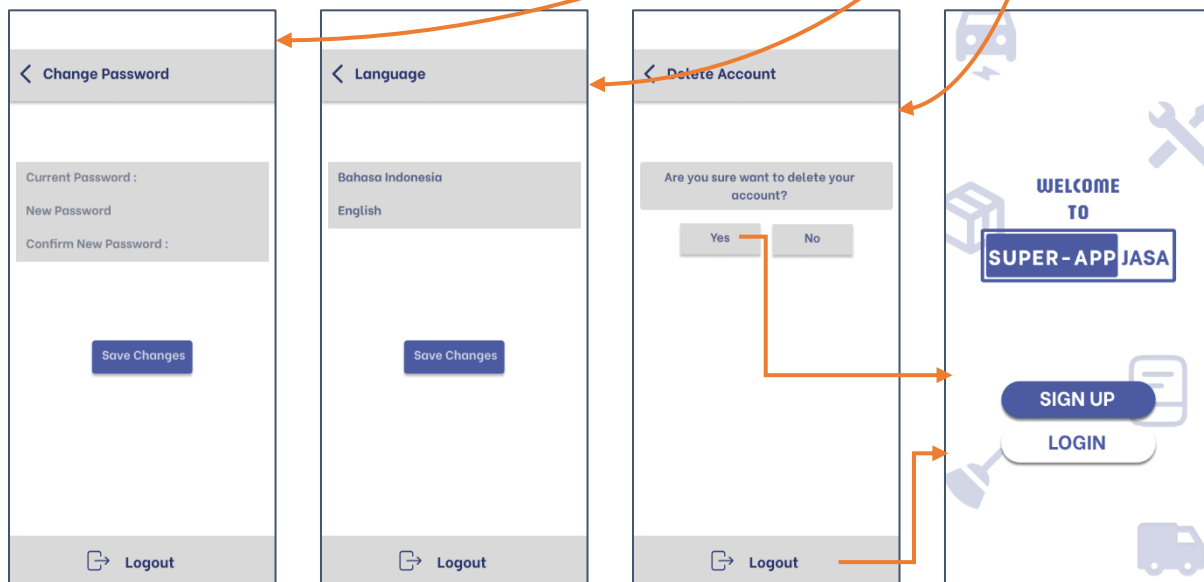 Change Password
Current Password :
New Password
Confirm New Password :
Save Changes
Logout
Language
Bahasa Indonesia
English
Save Changes
Logout
Delete Account
Are you sure want to delete your
account?
Yes
No
Logout
WELCOME
TO
SUPER-APP JASA
SIGN UP
LOGIN